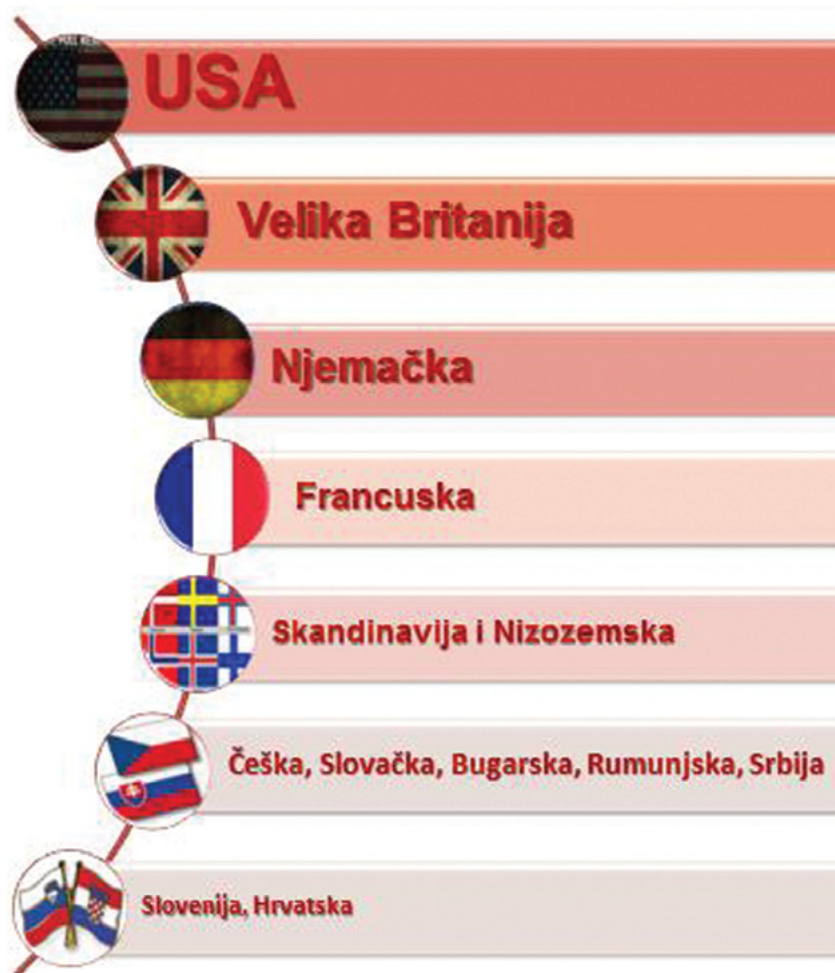 USA
Velika Britanija
Njemačka
Francuska
Skandinavija i Nizozemska
Češka, Slovačka, Bugarska, Rumunjska, Srbija
Slovenija, Hrvatska